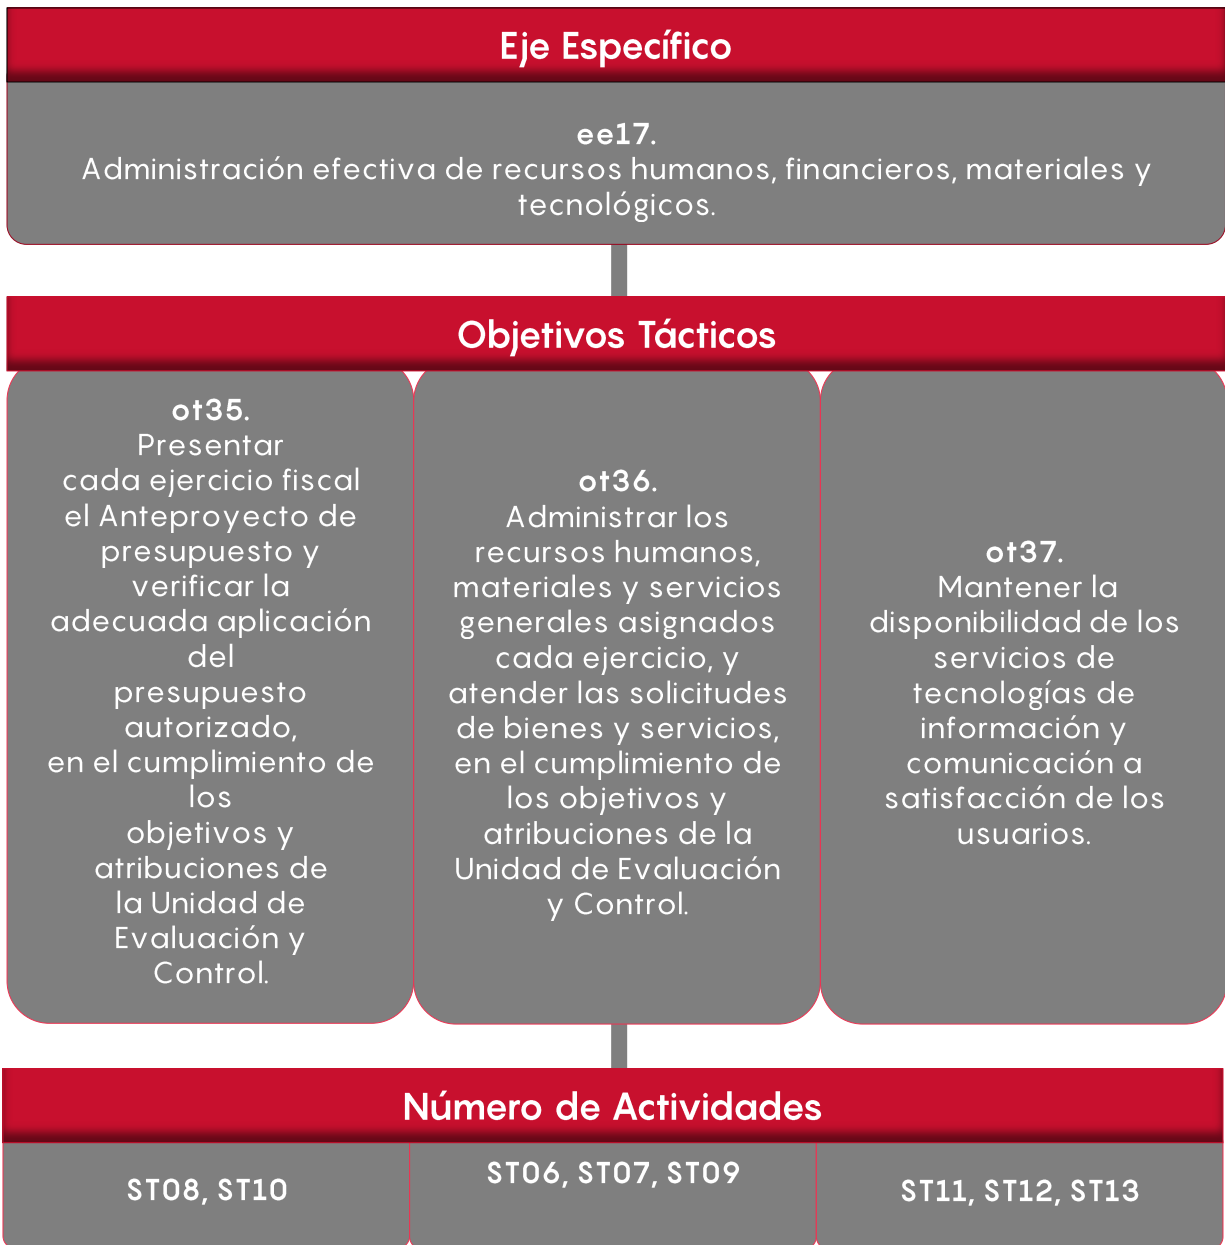 Eje Específico
ee17.
Administración efectiva de recursos humanos, financieros, materiales y
tecnológicos.
Objetivos Tácticos
ot35.
Presentar
cada ejercicio fiscal
el Anteproyecto de
presupuesto y
verificar la
adecuada aplicación
del
presupuesto
autorizado,
en el cumplimiento de
los
objetivos y
atribuciones de
la Unidad de
Evaluación y
Control.
ot36.
Administrar los
recursos humanos,
materiales y servicios
generales asignados
cada ejercicio, y
atender las solicitudes
de bienes y servicios,
en el cumplimiento de
los objetivos y
atribuciones de la
Unidad de Evaluación
y Control.
ot37.
Mantener la
disponibilidad de los
servicios de
tecnologías de
información y
comunicación a
satisfacción de los
usuarios.
Número de Actividades
ST08, ST10
ST06, ST07, ST09
ST11, ST12, ST13